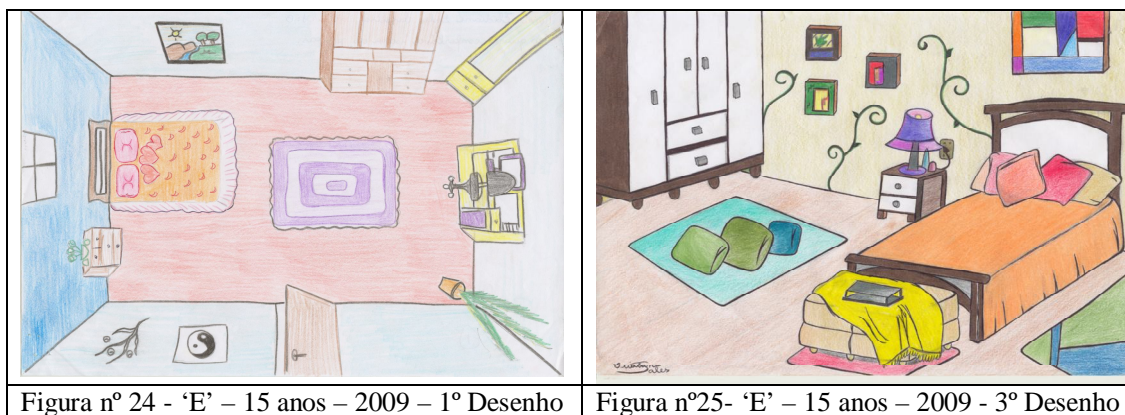 Figura nº 24 - ‘E’ – 15 anos – 2009 – 1º Desenho
Figura nº25- ‘E’ - 15 anos – 2009 - 3º Desenho